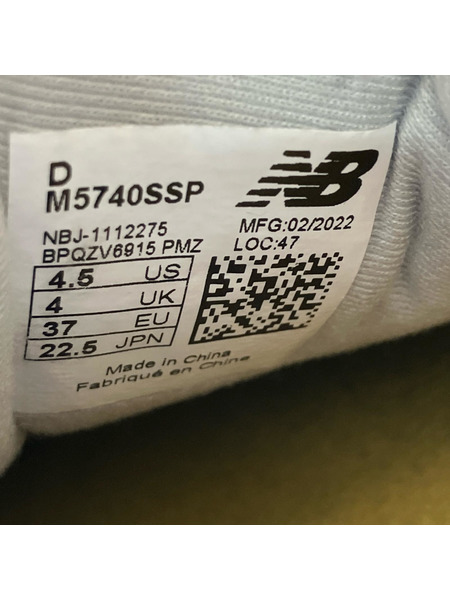 D
M5740SSP
NB
NBJ-1112275
BPQZV6915 PMZ
MFG:02/2022
LOC:47
4.5 US
4 UK
37 EU
22.5 JPN
Made in China
Fabriqué en Chine